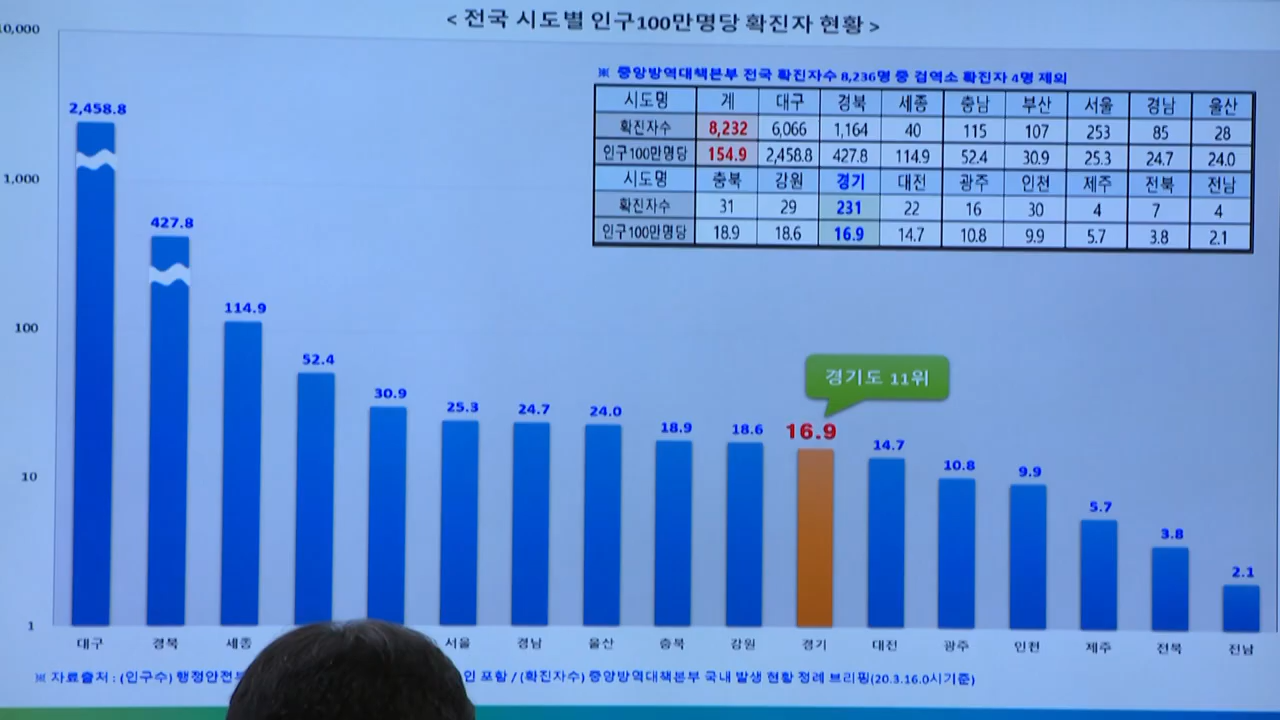 < 전국 시도별 인구100만명당 확진자 현황 >
※ 중앙방역대책본부 전국 확진자수 8,236명 중 검역소 확진자 4명 제외
시도명 계 대구 경북 세종 충남 부산 서울 경남 울산
확진자수 8,232 6,066 1,164 40 115 107 253 85 28
인구100만명당 154.9 2,458.8 427.8 114.9 52.4 30.9 25.3 24.7 24.0
시도명 충북 강원 경기 대전 광주 인천 제주 전북 전남
확진자수 31 29 231 22 16 30 4 7 4
인구100만명당 18.9 18.6 16.9 14.7 10.8 9.9 5.7 3.8 2.1
10,000
1,000
100
10
1
2,458.8
427.8
114.9
52.4
30.9
25.3
24.7
24.0
18.9
18.6
경기도 11위
16.9
14.7
10.8
9.9
5.7
3.8
2.1
대구 경북 세종 서울 경남 울산 충북 강원 경기 대전 광주 인천 제주 전북 전남
※ 자료출처 : (인구수) 행정안전부 인 포함 / (확진자수) 중앙방역대책본부 국내 발생 현황 정례 브리핑(20.3.16.0시기준)